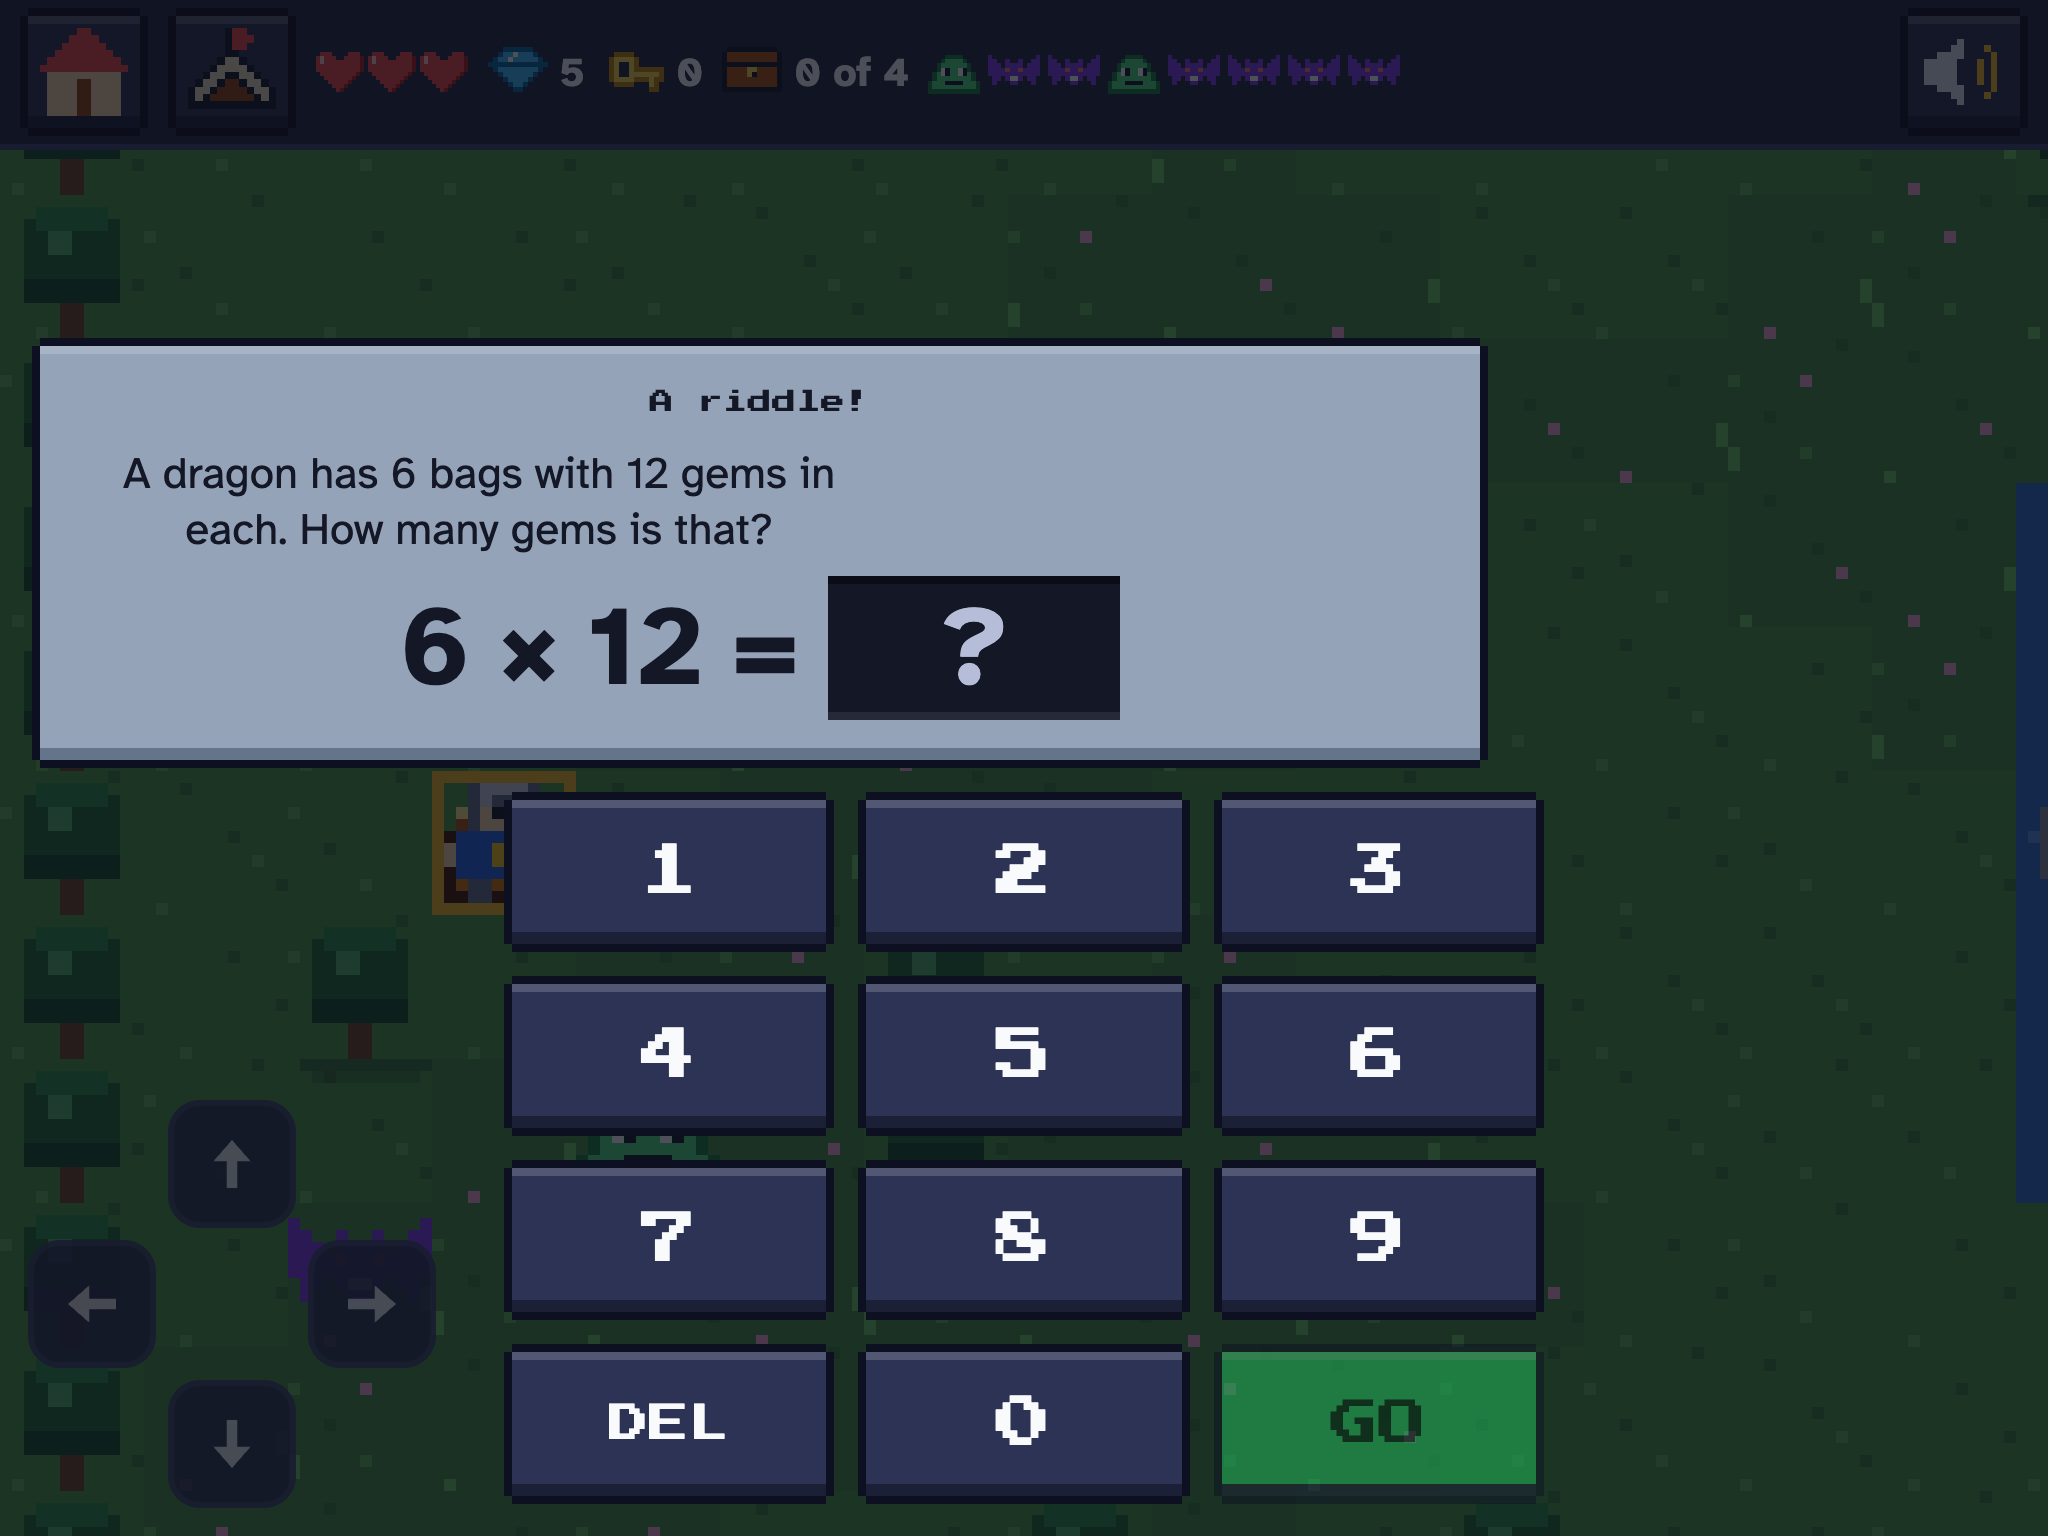 5 0 0 of 4
A riddle!
A dragon has 6 bags with 12 gems in
each. How many gems is that?
6 × 12 = ?
1 2 3
4 5 6
7 8 9
DEL 0 GO